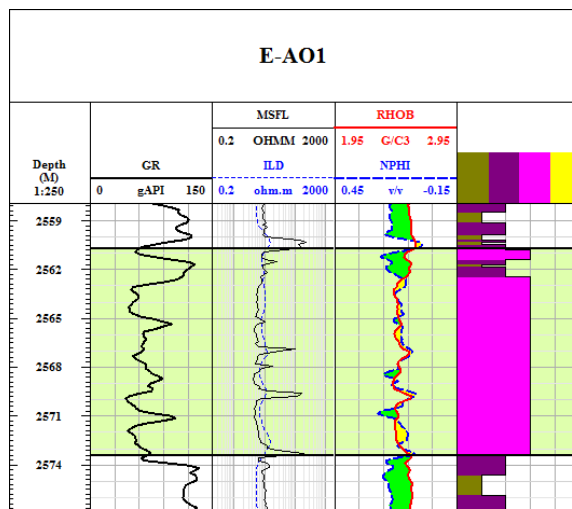 E-AO1
MSFL RHOB
0.2 OHMM 2000 1.95 G/C3 2.95
Depth GR ILD NPHI
(M)
1:250 0 gAPI 150 0.2 ohm.m 2000 0.45 v/v -0.15
2559
2562
2565
2568
2571
2574